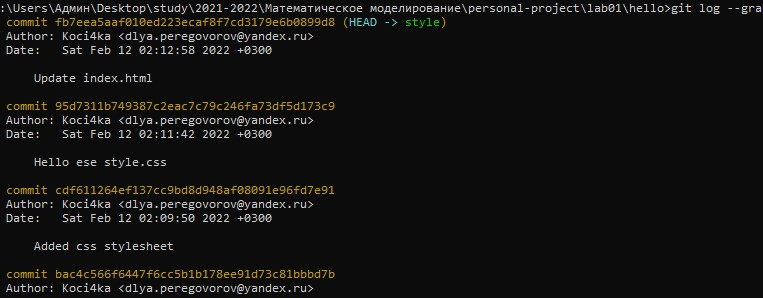 :\Users\Админ\Desktop\study\2021-2022\Математическое моделирование\personal-project\lab01\hello>git log --gra
commit fb7eea5aaf010ed223ecaf8f7cd3179e6b0899d8 (HEAD -> style)
Author: Koci4ka <dlya.peregovorov@yandex.ru>
Date:   Sat Feb 12 02:12:58 2022 +0300
Update index.html
commit 95d7311b749387c2eac7c79c246fa73df5d173c9
Author: Koci4ka <dlya.peregovorov@yandex.ru>
Date:   Sat Feb 12 02:11:42 2022 +0300
Hello ese style.css
commit cdf611264ef137cc9bd8d948af08091e96fd7e91
Author: Koci4ka <dlya.peregovorov@yandex.ru>
Date:   Sat Feb 12 02:09:50 2022 +0300
Added css stylesheet
commit bac4c566f6447f6cc5b1b178ee91d73c81bbbd7b
Author: Koci4ka <dlya.peregovorov@yandex.ru>